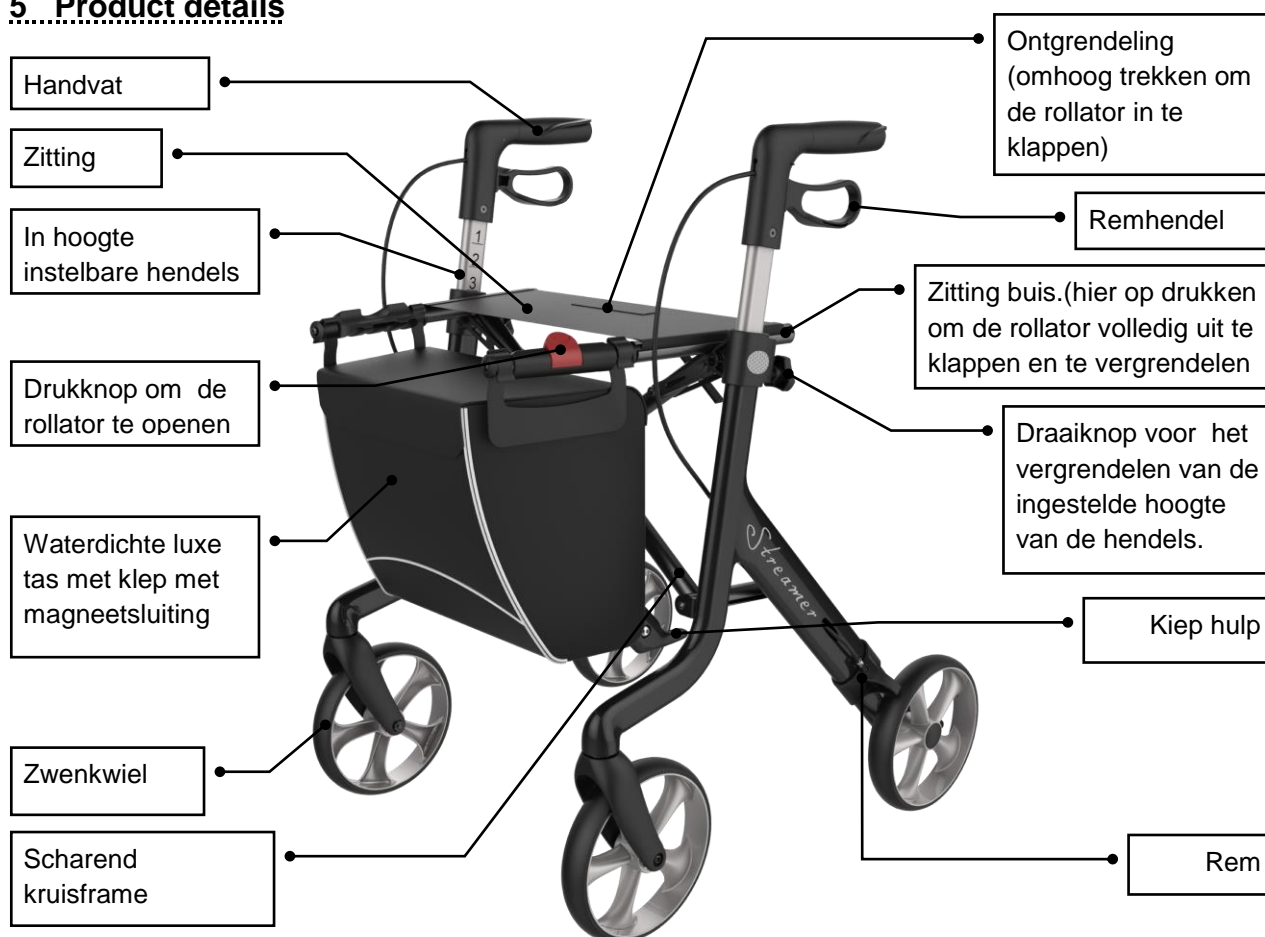 5 Product details
Handvat
Zitting
In hoogte
instelbare hendels
Drukknop om de
rollator te openen
Waterdichte luxe
tas met klep met
magneetsluiting
Zwenkwiel
Scharend
kruisframe
1
2
3
Streamer
Ontgrendeling
(omhoog trekken om
de rollator in te
klappen)
Remhendel
Zitting buis.(hier op drukken
om de rollator volledig uit te
klappen en te vergrendelen
Draaiknop voor het
vergrendelen van de
ingestelde hoogte
van de hendels.
Kiep hulp
Rem